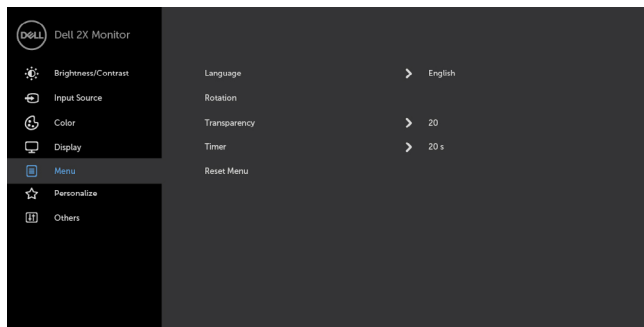 DELL Dell 2X Monitor
Brightness/Contrast
Input Source
Color
Display
Menu
Personalize
Others
Language English
Rotation
Transparency 20
Timer 20 s
Reset Menu